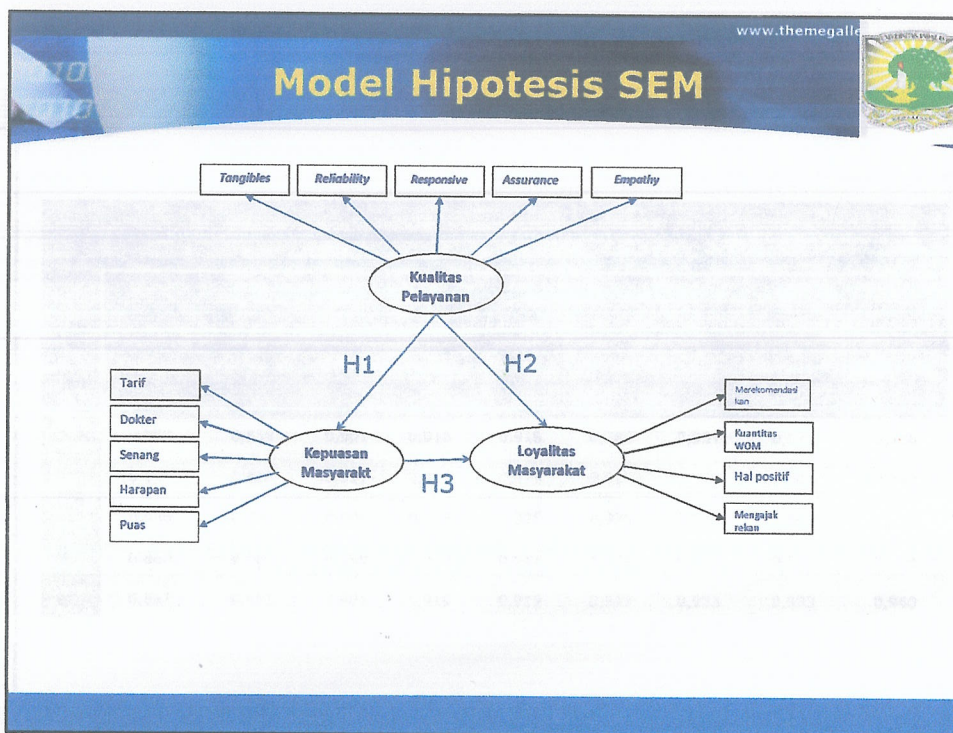 www.themegalle
Model Hipotesis SEM
Tangibles
Reliability
Responsive
Assurance
Empathy
Kualitas
Pelayanan
H1
H2
Tarif
Dokter
Senang
Harapan
Puas
Kepuasan
Masyarakt
H3
Loyalitas
Masyarakat
Merekomendasi
kan
Kuantitas
WOM
Hal positif
Mengajak
rekan